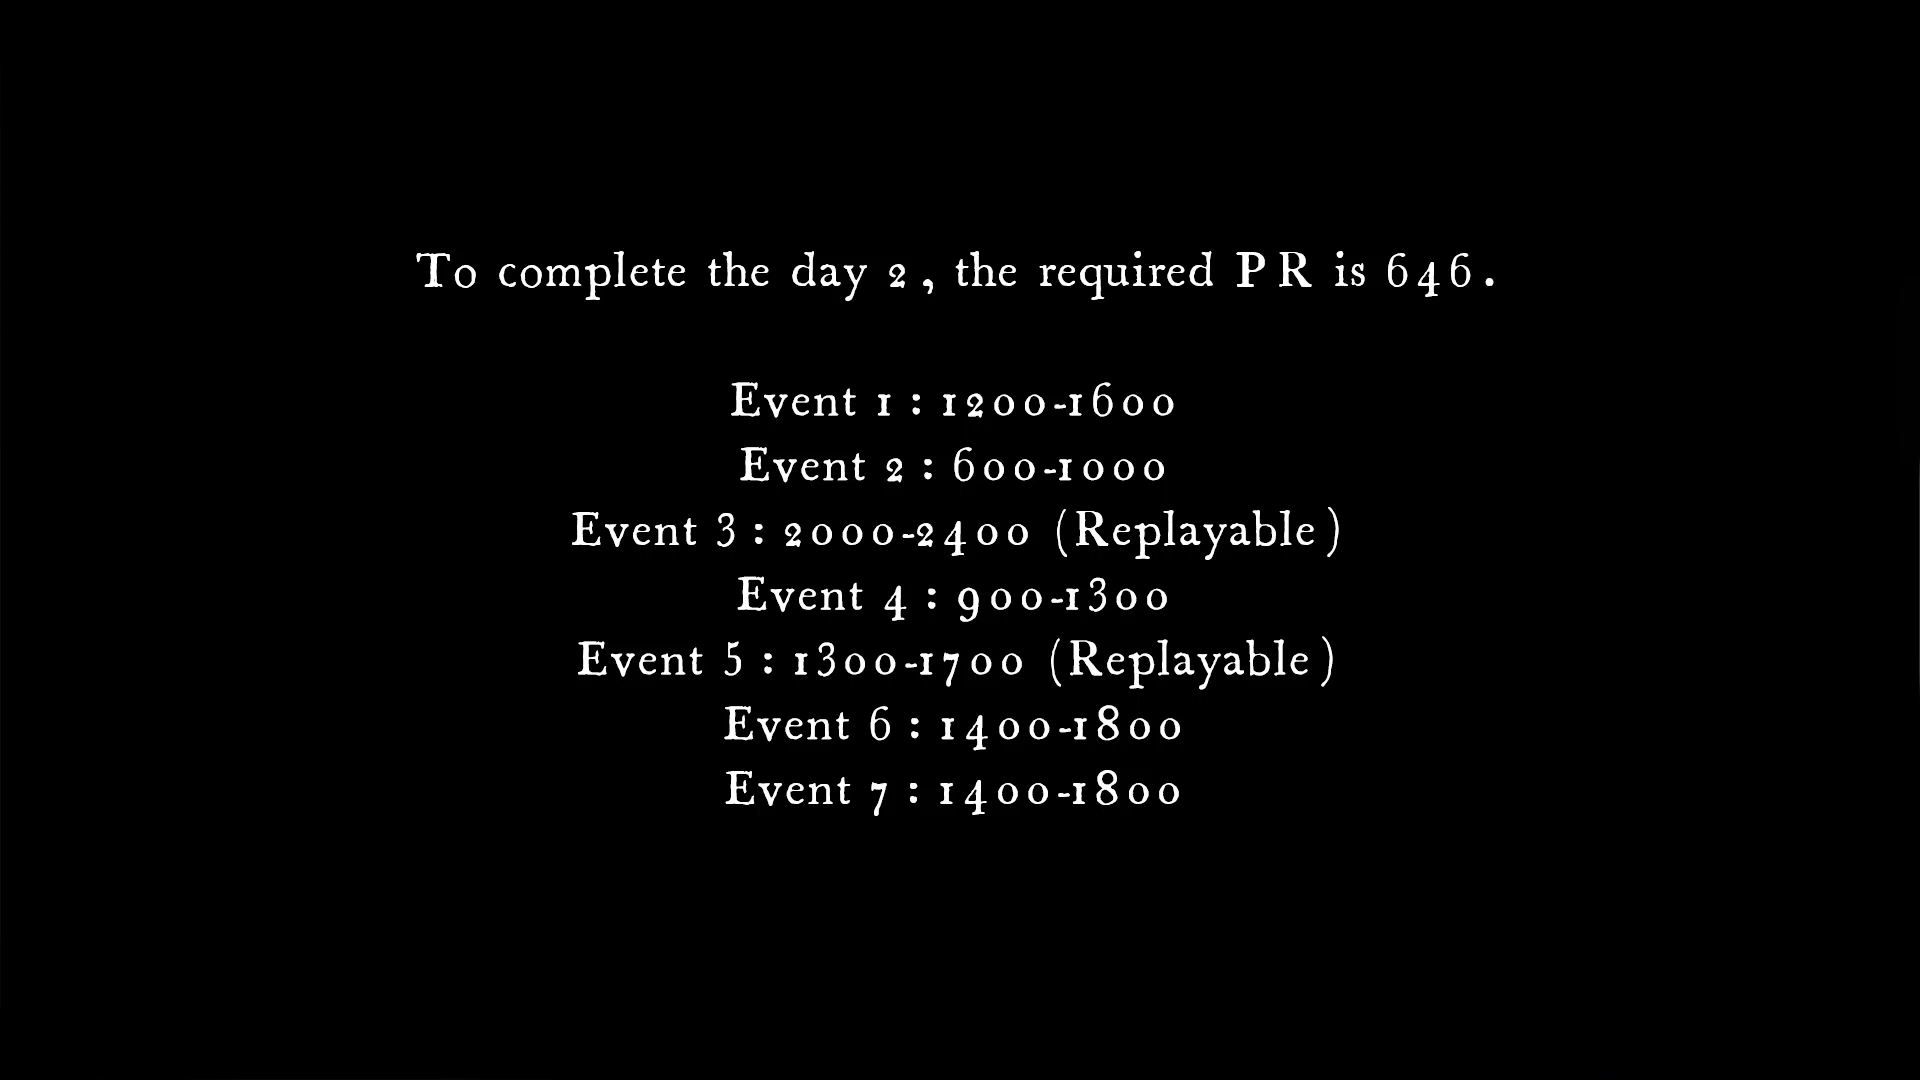 To complete the day 2, the required PR is 646.
Event 1 : 1200-1600
Event 2 : 600-1000
Event 3 : 2000-2400 (Replayable)
Event 4 : 900-1300
Event 5 : 1300-1700 (Replayable)
Event 6 : 1400-1800
Event 7 : 1400-1800